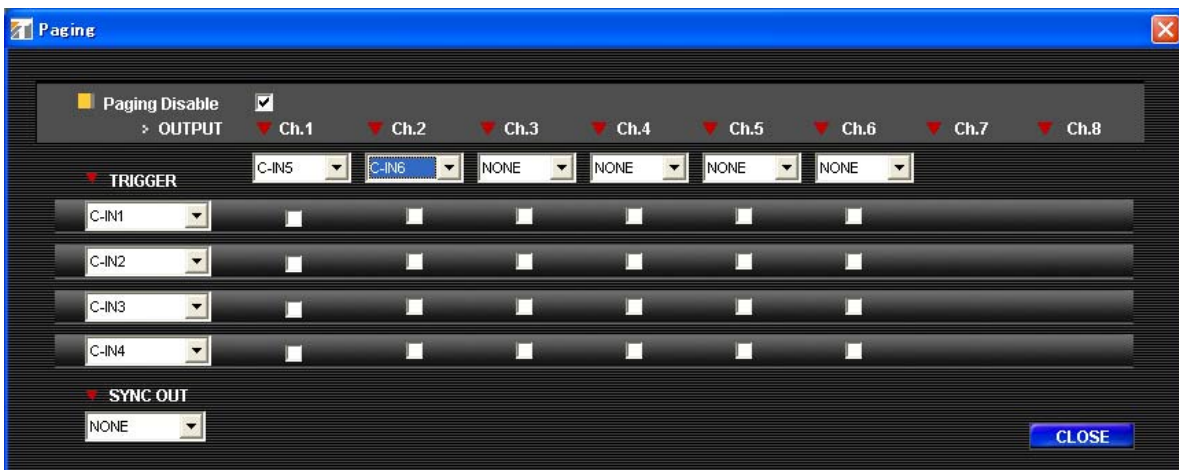 Paging
Paging Disable
> OUTPUT Ch.1 Ch.2 Ch.3 Ch.4 Ch.5 Ch.6 Ch.7 Ch.8
TRIGGER C-IN5 C-IN6 NONE NONE NONE NONE
C-IN1
C-IN2
C-IN3
C-IN4
SYNC OUT
NONE
CLOSE